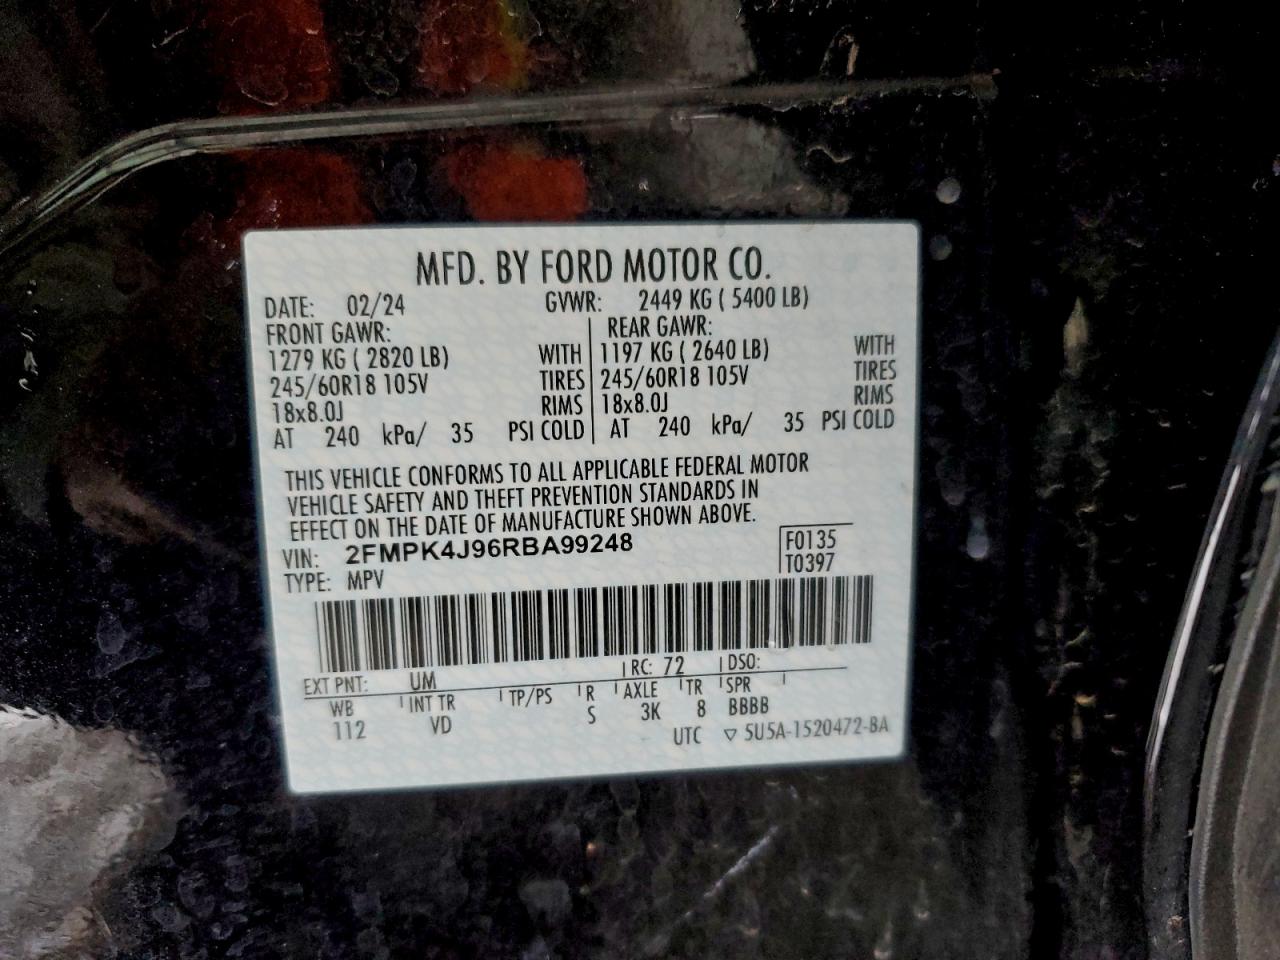 MFD. BY FORD MOTOR CO.
DATE: 02/24 GVWR: 2449 KG ( 5400 LB)
FRONT GAWR: REAR GAWR:
1279 KG ( 2820 LB) WITH 1197 KG ( 2640 LB) WITH
245/60R18 105V TIRES 245/60R18 105V TIRES
18x8.0J RIMS 18x8.0J RIMS
AT 240 kPa/ 35 PSI COLD AT 240 kPa/ 35 PSI COLD
THIS VEHICLE CONFORMS TO ALL APPLICABLE FEDERAL MOTOR
VEHICLE SAFETY AND THEFT PREVENTION STANDARDS IN
EFFECT ON THE DATE OF MANUFACTURE SHOWN ABOVE.
VIN: 2FMPK4J96RBA99248 F0135
TYPE: MPV T0397
EXT PNT: UM RC: 72 DSO:
WB INT TR TP/PS R AXLE TR SPR
112 VD S 3K 8 BBBB
UTC ▽ 5U5A-1520472-BA